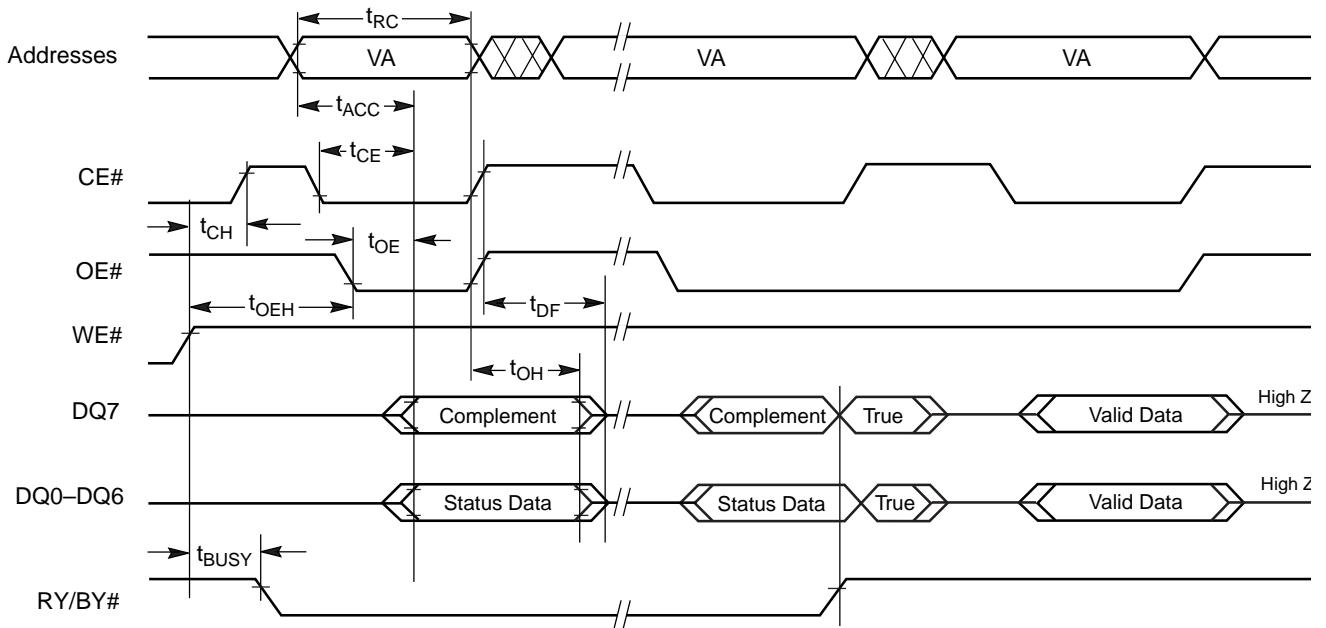 tRC
Addresses VA VA VA
tACC
tCE
CE#
tCH tOE
OE#
tOEH tDF
WE#
tOH
DQ7 Complement Complement True Valid Data High Z
DQ0–DQ6 Status Data Status Data True Valid Data High Z
tBUSY
RY/BY#